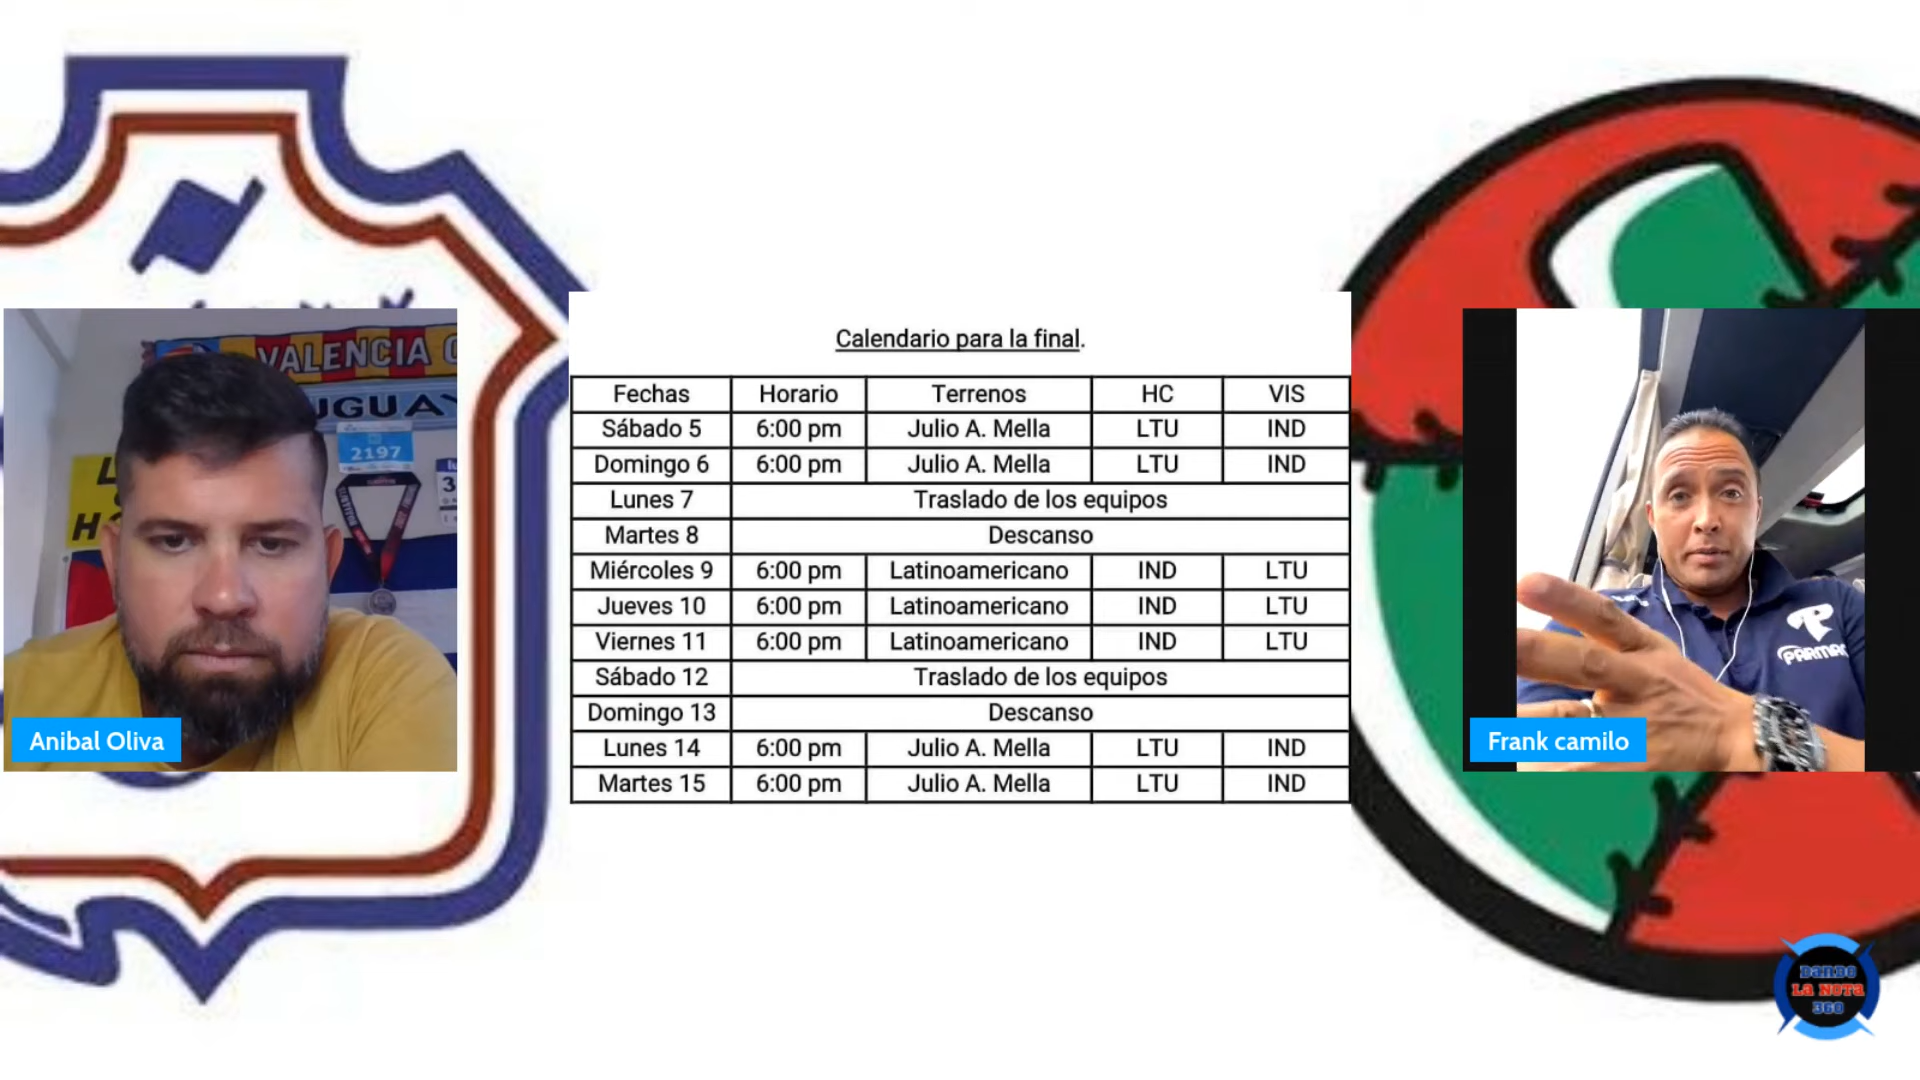 Calendario para la final.
Fechas Horario Terrenos HC VIS
Sábado 5 6:00 pm Julio A. Mella LTU IND
Domingo 6 6:00 pm Julio A. Mella LTU IND
Lunes 7 Traslado de los equipos
Martes 8 Descanso
Miércoles 9 6:00 pm Latinoamericano IND LTU
Jueves 10 6:00 pm Latinoamericano IND LTU
Viernes 11 6:00 pm Latinoamericano IND LTU
Sábado 12 Traslado de los equipos
Domingo 13 Descanso
Lunes 14 6:00 pm Julio A. Mella LTU IND
Martes 15 6:00 pm Julio A. Mella LTU IND
VALENCIA C
UGUAY
2197
Anibal Oliva
PARMA
Frank camilo
DANDO
LA NOTA
360